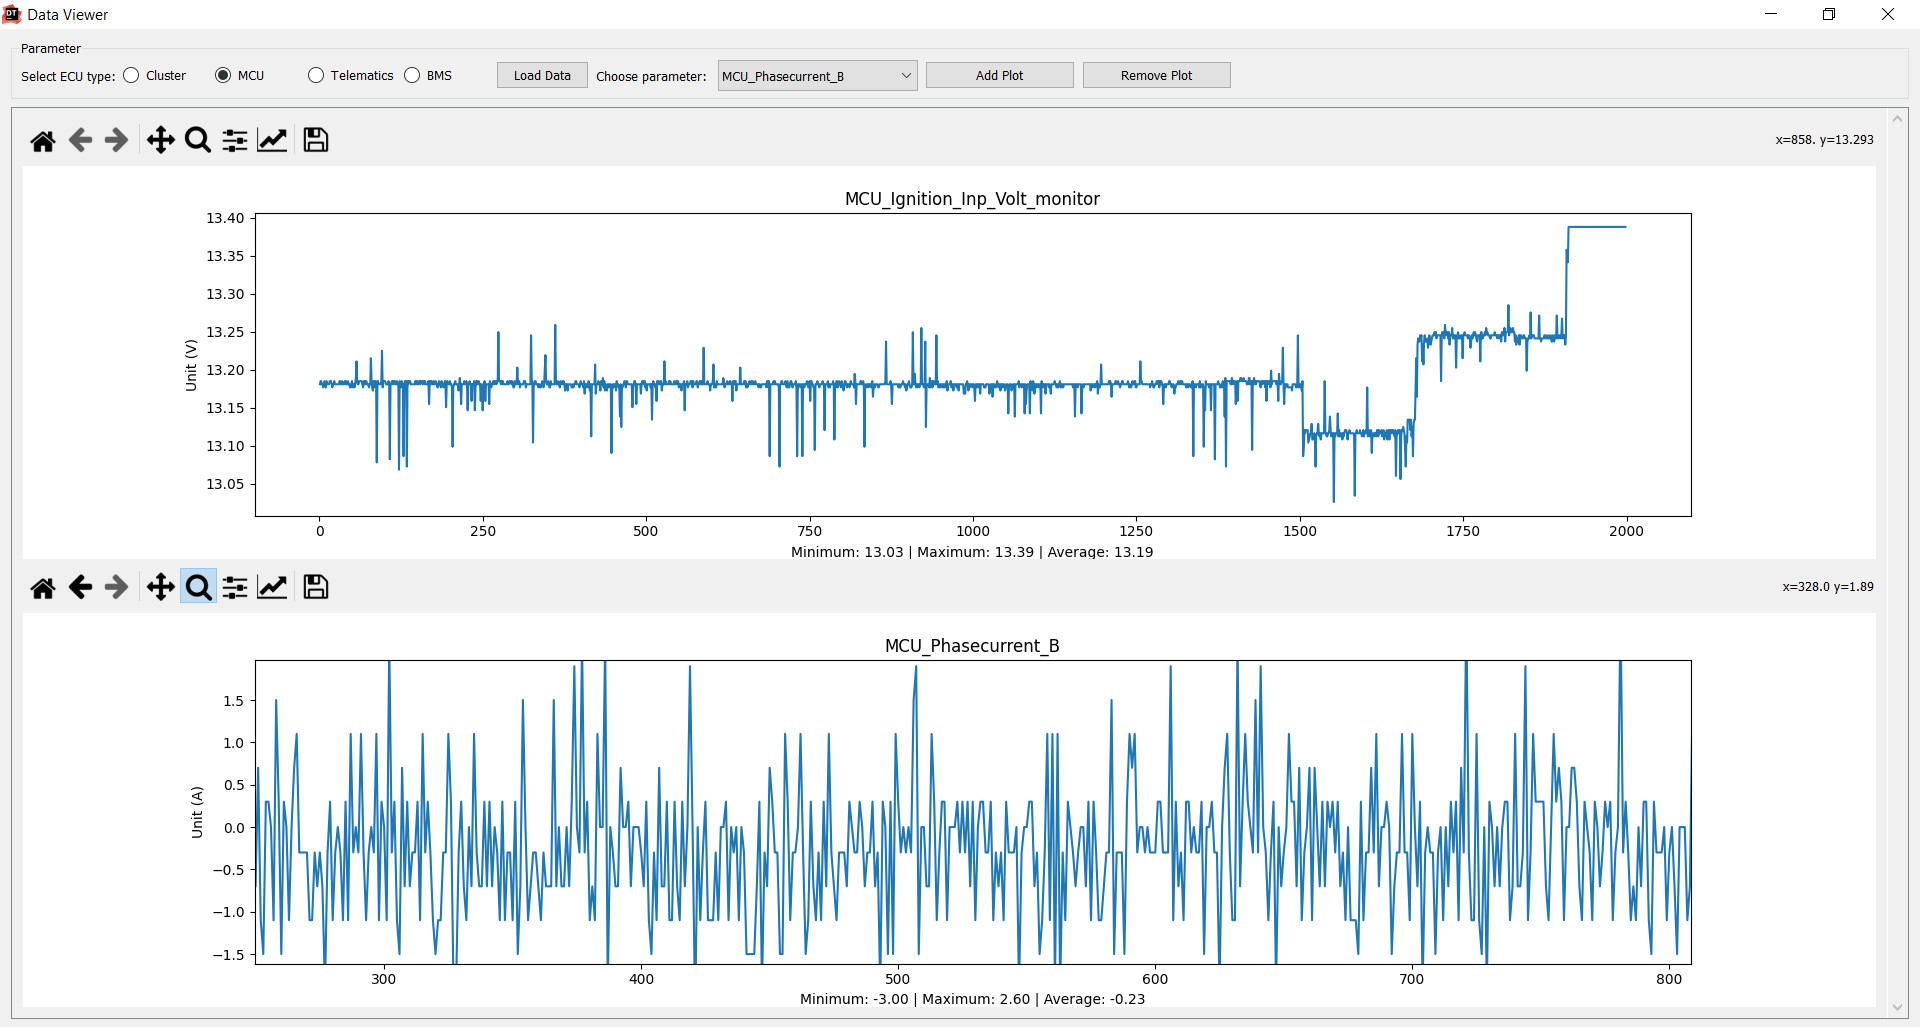 DT Data Viewer
Parameter
Select ECU type: Cluster MCU Telematics BMS Load Data Choose parameter: MCU_Phasecurrent_B Add Plot Remove Plot
x=858. y=13.293
MCU_Ignition_Inp_Volt_monitor
13.40
13.35
13.30
13.25
13.20
13.15
13.10
13.05
Unit (V)
0 250 500 750 1000 1250 1500 1750 2000
Minimum: 13.03 | Maximum: 13.39 | Average: 13.19
x=328.0 y=1.89
MCU_Phasecurrent_B
1.5
1.0
0.5
0.0
−0.5
−1.0
−1.5
Unit (A)
300 400 500 600 700 800
Minimum: -3.00 | Maximum: 2.60 | Average: -0.23